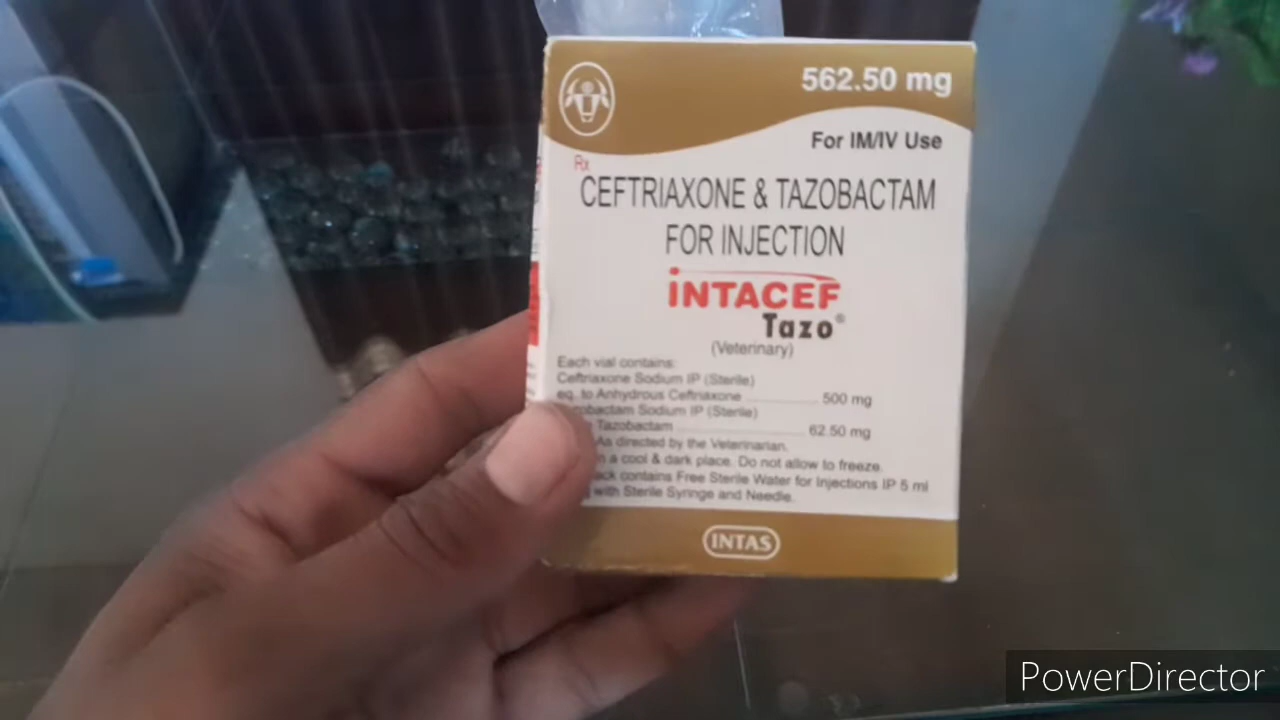 562.50 mg
For IM/IV Use
Rx
CEFTRIAXONE & TAZOBACTAM
FOR INJECTION
INTACEF
Tazo®
(Veterinary)
Each vial contains:
Ceftriaxone Sodium IP (Sterile)
eq. to Anhydrous Ceftriaxone ............... 500 mg
Sodium IP (Sterile)
Tazobactam ............................ 62.50 mg
As directed by the Veterinarian.
a cool & dark place. Do not allow to freeze.
contains Free Sterile Water for Injections IP 5 ml
with Sterile Syringe and Needle.
INTAS
PowerDirector